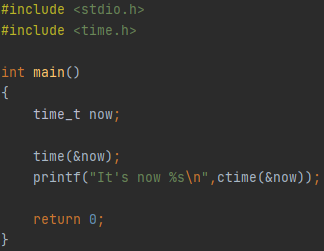 #include <stdio.h>
#include <time.h>

int main()
{
    time_t now;

    time(&now);
    printf("It's now %s\n",ctime(&now));

    return 0;
}